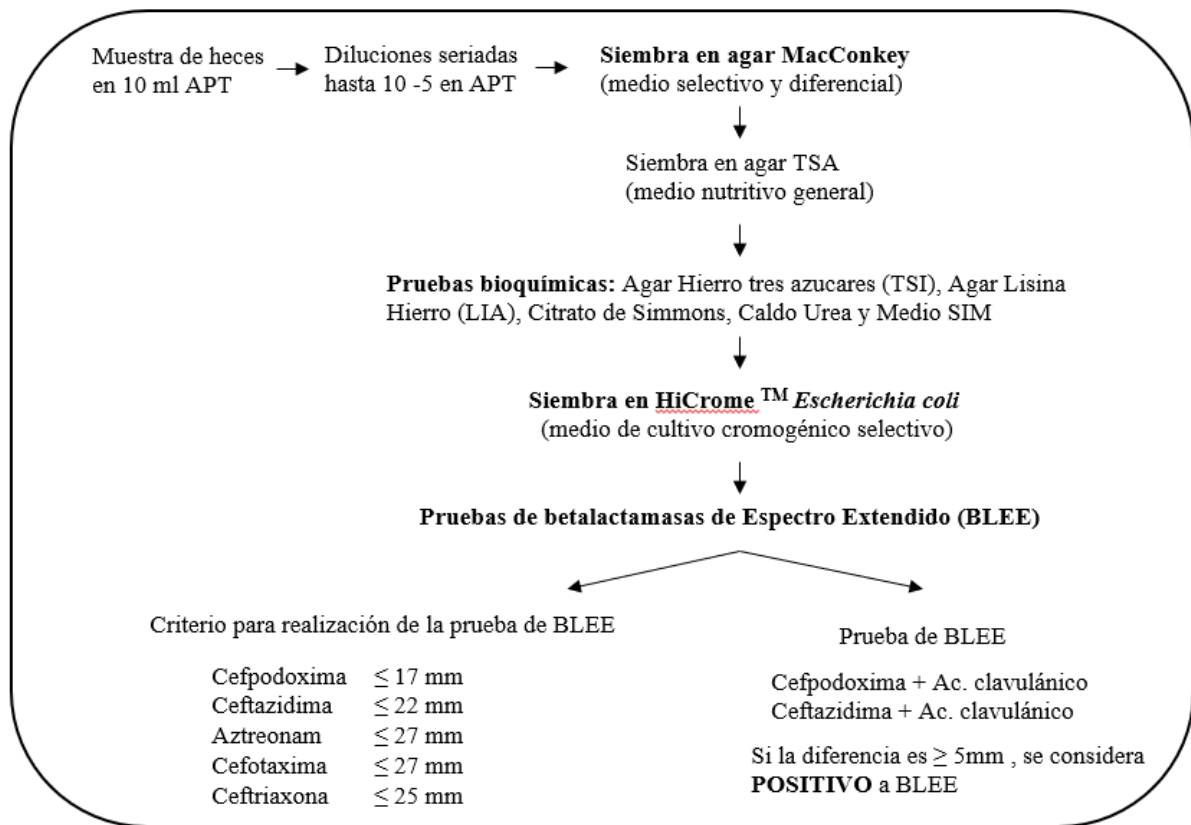 Muestra de heces
en 10 ml APT
Diluciones seriadas
hasta 10 -5 en APT
Siembra en agar MacConkey
(medio selectivo y diferencial)
Siembra en agar TSA
(medio nutritivo general)
Pruebas bioquímicas: Agar Hierro tres azucares (TSI), Agar Lisina
Hierro (LIA), Citrato de Simmons, Caldo Urea y Medio SIM
Siembra en HiCrome ™ Escherichia coli
(medio de cultivo cromogénico selectivo)
Pruebas de betalactamasas de Espectro Extendido (BLEE)
Criterio para realización de la prueba de BLEE
Cefpodoxima ≤ 17 mm
Ceftazidima ≤ 22 mm
Aztreonam ≤ 27 mm
Cefotaxima ≤ 27 mm
Ceftriaxona ≤ 25 mm
Prueba de BLEE
Cefpodoxima + Ac. clavulánico
Ceftazidima + Ac. clavulánico
Si la diferencia es ≥ 5mm , se considera
POSITIVO a BLEE